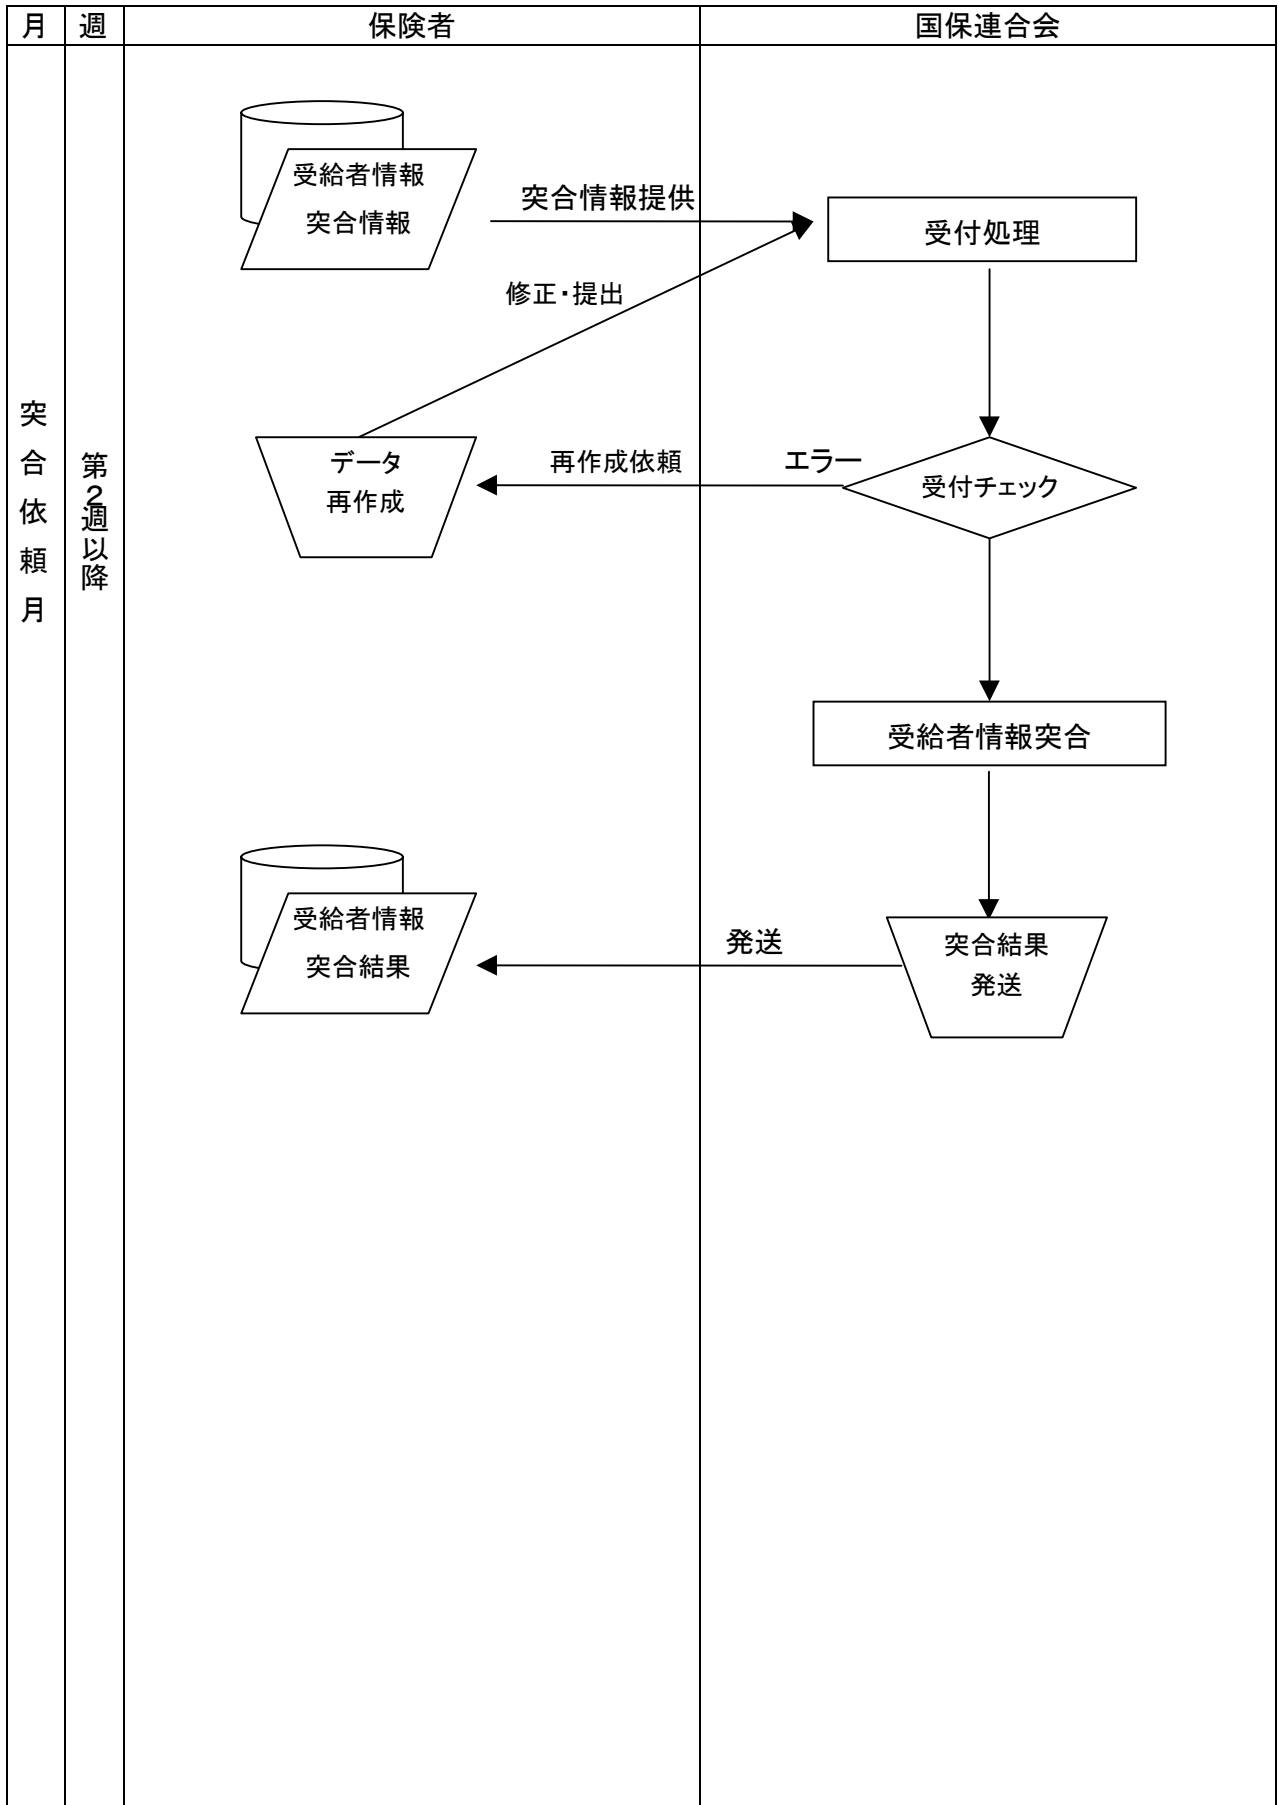 月
週
保険者
国保連合会
突合依頼月
第2週以降
受給者情報
突合情報
突合情報提供
受付処理
修正・提出
データ
再作成
再作成依頼
エラー
受付チェック
受給者情報突合
受給者情報
突合結果
発送
突合結果
発送